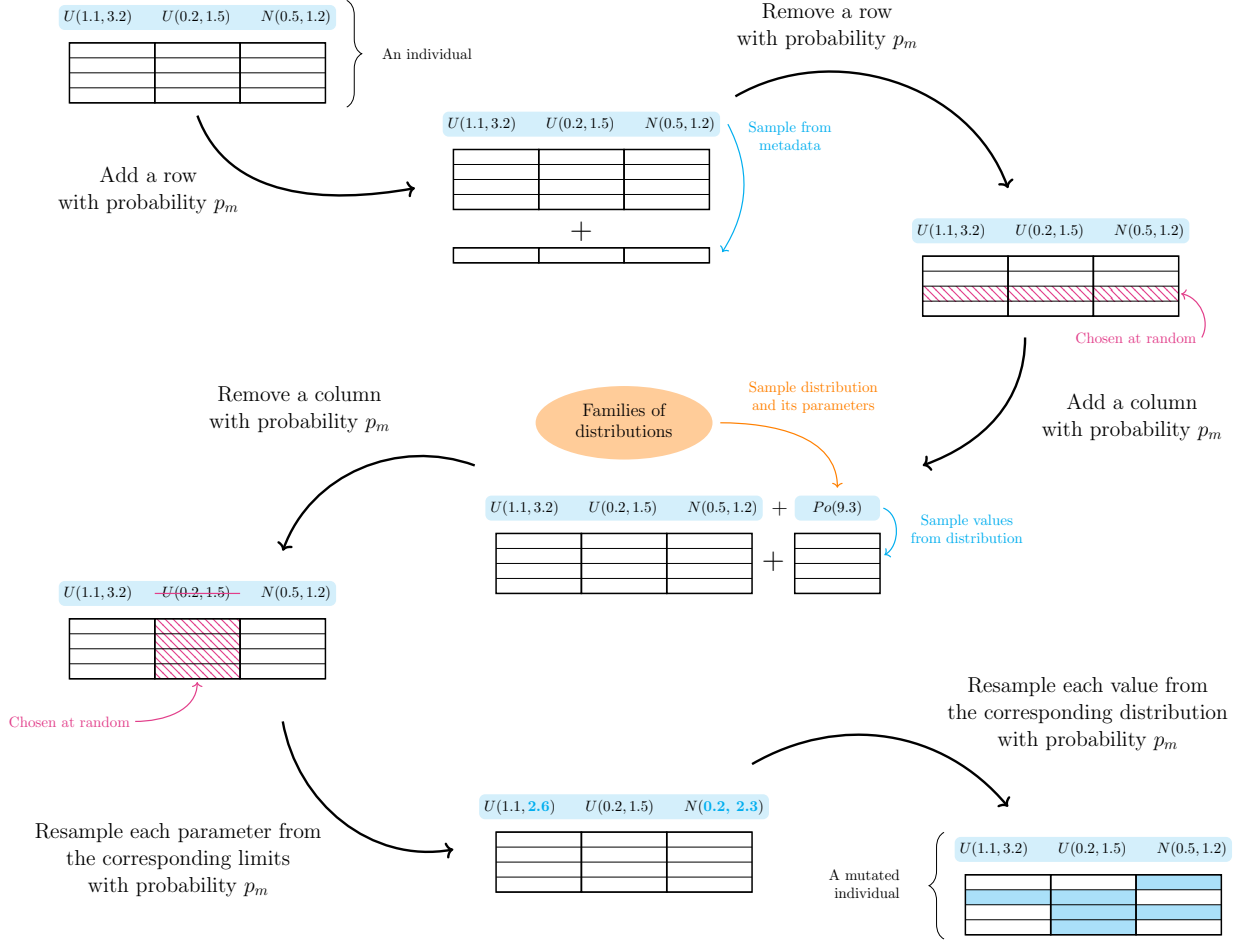 U(1.1, 3.2) U(0.2, 1.5) N(0.5, 1.2)
An individual
Add a row
with probability p_m
U(1.1, 3.2) U(0.2, 1.5) N(0.5, 1.2)
+
Sample from
metadata
Remove a row
with probability p_m
U(1.1, 3.2) U(0.2, 1.5) N(0.5, 1.2)
Chosen at random
Add a column
with probability p_m
Families of
distributions
Sample distribution
and its parameters
U(1.1, 3.2) U(0.2, 1.5) N(0.5, 1.2) + Po(9.3)
+
Sample values
from distribution
Remove a column
with probability p_m
U(1.1, 3.2) U(0.2, 1.5) N(0.5, 1.2)
Chosen at random
Resample each parameter from
the corresponding limits
with probability p_m
U(1.1, 2.6) U(0.2, 1.5) N(0.2, 2.3)
Resample each value from
the corresponding distribution
with probability p_m
U(1.1, 3.2) U(0.2, 1.5) N(0.5, 1.2)
A mutated
individual